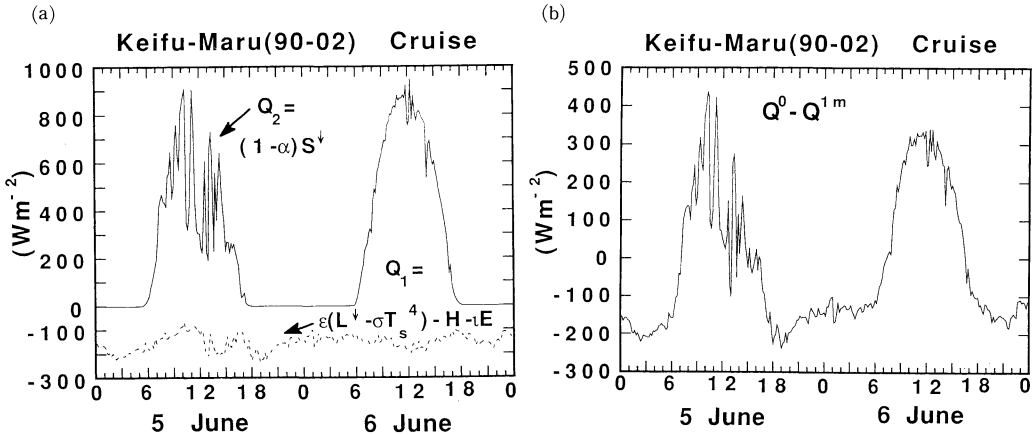 (a)
Keifu-Maru(90-02) Cruise
(Wm⁻²)
1000
800
600
400
200
0
-100
-300
Q₂=
(1-α)S↓
Q₁=
ε(L↓-σTₛ⁴)-H-ιE
0 6 12 18 0 6 12 18 0
5 June 6 June
(b)
Keifu-Maru(90-02) Cruise
(Wm⁻²)
500
400
300
200
100
0
-100
-200
-300
Q⁰-Q¹ᵐ
0 6 12 18 0 6 12 18 0
5 June 6 June